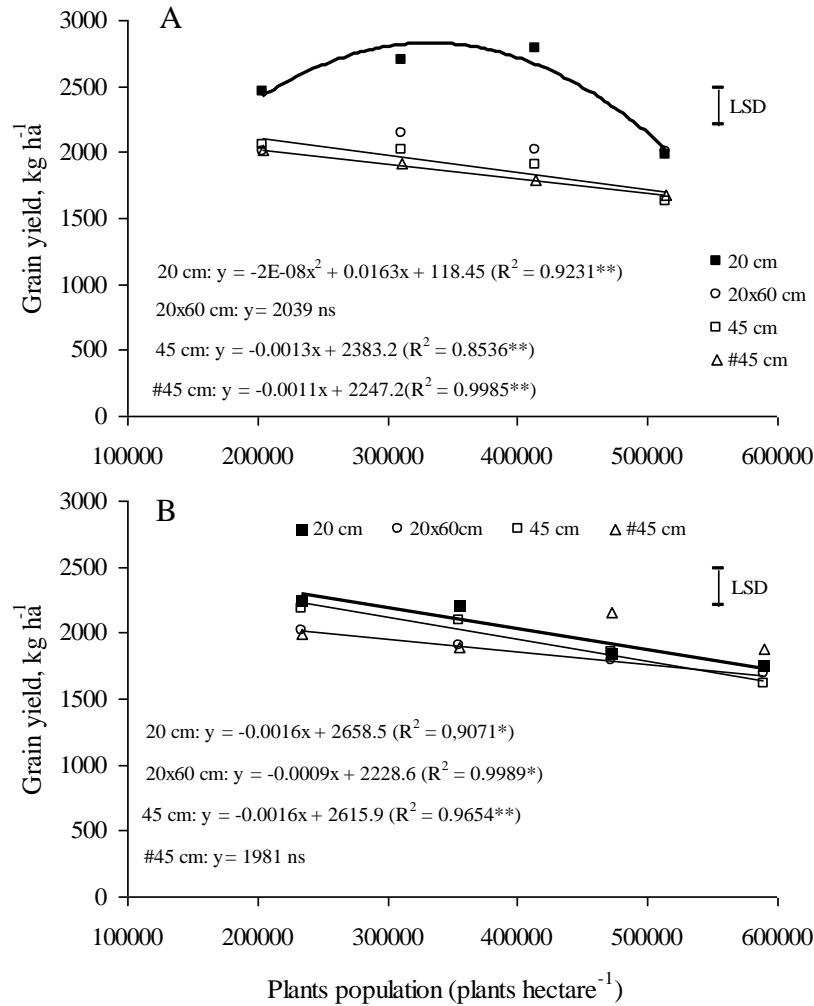 A
3000
2500
2000
1500
1000
500
0
Grain yield, kg ha⁻¹
LSD
20 cm: y = -2E-08x² + 0.0163x + 118.45 (R² = 0.9231**)
20x60 cm: y= 2039 ns
45 cm: y = -0.0013x + 2383.2 (R² = 0.8536**)
#45 cm: y = -0.0011x + 2247.2(R² = 0.9985**)
20 cm
20x60 cm
45 cm
#45 cm
100000 200000 300000 400000 500000 600000
B
3000
2500
2000
1500
1000
500
0
Grain yield, kg ha⁻¹
20 cm 20x60cm 45 cm #45 cm
LSD
20 cm: y = -0.0016x + 2658.5 (R² = 0,9071*)
20x60 cm: y = -0.0009x + 2228.6 (R² = 0.9989*)
45 cm: y = -0.0016x + 2615.9 (R² = 0.9654**)
#45 cm: y= 1981 ns
100000 200000 300000 400000 500000 600000
Plants population (plants hectare⁻¹)